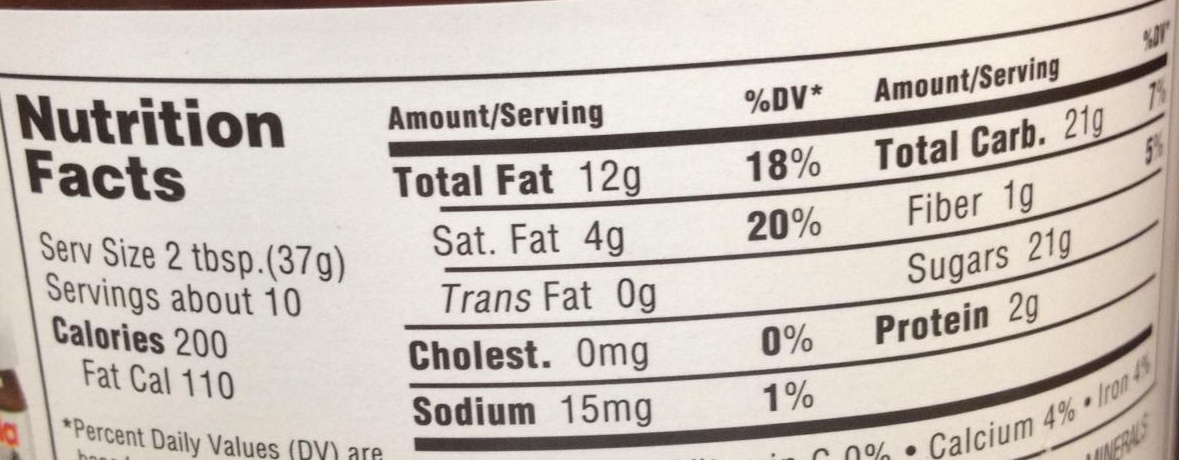 Nutrition
Facts
Serv Size 2 tbsp.(37g)
Servings about 10
Calories 200
Fat Cal 110
*Percent Daily Values (DV) are
Amount/Serving %DV*
Total Fat 12g 18%
Sat. Fat 4g 20%
Trans Fat 0g
Cholest. 0mg 0%
Sodium 15mg 1%
Amount/Serving %DV*
Total Carb. 21g 7%
Fiber 1g 5%
Sugars 21g
Protein 2g
C 0% • Calcium 4% • Iron 4%
MINERALS